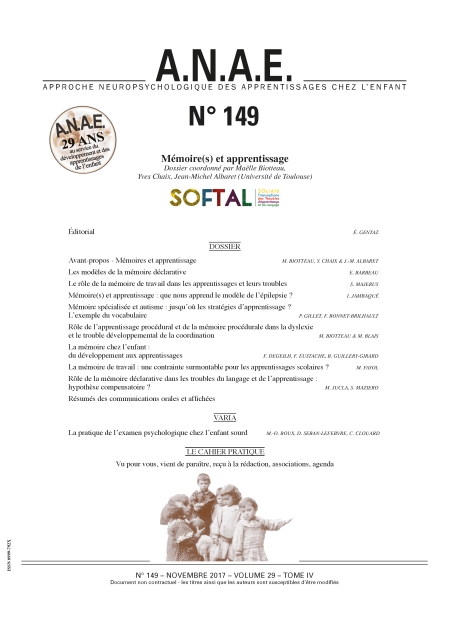 A.N.A.E.
APPROCHE NEUROPSYCHOLOGIQUE DES APPRENTISSAGES CHEZ L'ENFANT
N° 149
A.N.A.E.
29 ANS
au service du
développement et des
apprentissages
de l'enfant
Mémoire(s) et apprentissage
Dossier coordonné par Maëlle Biotteau,
Yves Chaix, Jean-Michel Albaret (Université de Toulouse)
SOFTAL
Éditorial É. GENTAZ
DOSSIER
Avant-propos - Mémoires et apprentissage M. BIOTTEAU, Y. CHAIX & J.-M. ALBARET
Les modèles de la mémoire déclarative E. BARBEAU
Le rôle de la mémoire de travail dans les apprentissages et leurs troubles S. MAJERUS
Mémoire(s) et apprentissage : que nous apprend le modèle de l'épilepsie ? I. JAMBAQUÉ
Mémoire spécialisée et autisme : jusqu'où les stratégies d'apprentissage ?
L'exemple du vocabulaire P. GILLET, F. BONNET-BRILHAULT
Rôle de l'apprentissage procédural et de la mémoire procédurale dans la dyslexie
et le trouble développemental de la coordination M. BIOTTEAU & M. BLAIS
La mémoire chez l'enfant :
du développement aux apprentissages F. DEGEILH, F. EUSTACHE, B. GUILLERY-GIRARD
La mémoire de travail : une contrainte surmontable pour les apprentissages scolaires ? M. FAYOL
Rôle de la mémoire déclarative dans les troubles du langage et de l'apprentissage :
hypothèse compensatoire ? M. JUCLA, S. MAZIERO
Résumés des communications orales et affichées
VARIA
La pratique de l'examen psychologique chez l'enfant sourd M.-O. ROUX, D. SEBAN-LEFEBVRE, C. CLOUARD
LE CAHIER PRATIQUE
Vu pour vous, vient de paraître, reçu à la rédaction, associations, agenda
ISSN 0999-792X
N° 149 – NOVEMBRE 2017 – VOLUME 29 – TOME IV
Document non contractuel - les titres ainsi que les auteurs sont susceptibles d'être modifiés